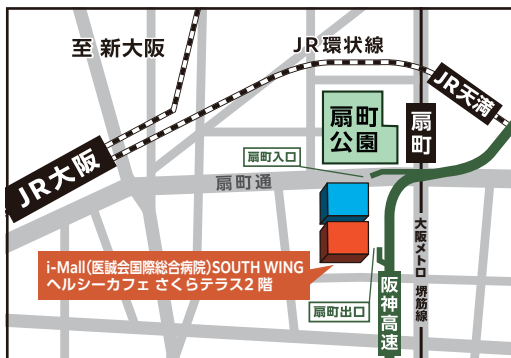 至 新大阪
JR環状線
JR天満
扇町
公園
扇町
扇町入口
JR大阪
扇町通
i-Mall(医誠会国際総合病院)SOUTH WING
ヘルシーカフェ さくらテラス2 階
大阪メトロ 堺筋線
扇町出口
阪神高速